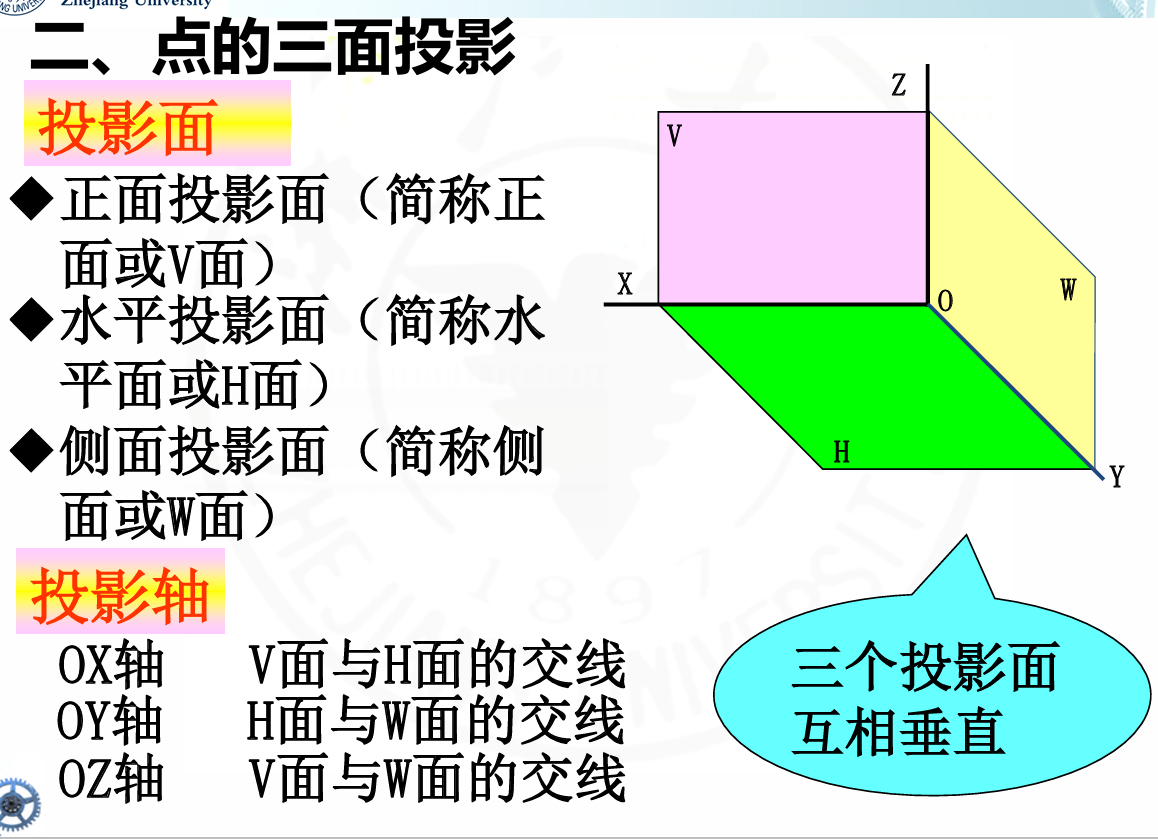 Zhejiang University
二、点的三面投影
投影面
◆正面投影面（简称正
面或V面）
◆水平投影面（简称水
平面或H面）
◆侧面投影面（简称侧
面或W面）
投影轴
OX轴 V面与H面的交线
OY轴 H面与W面的交线
OZ轴 V面与W面的交线
Z
V
X
O
W
H
Y
三个投影面
互相垂直
1897